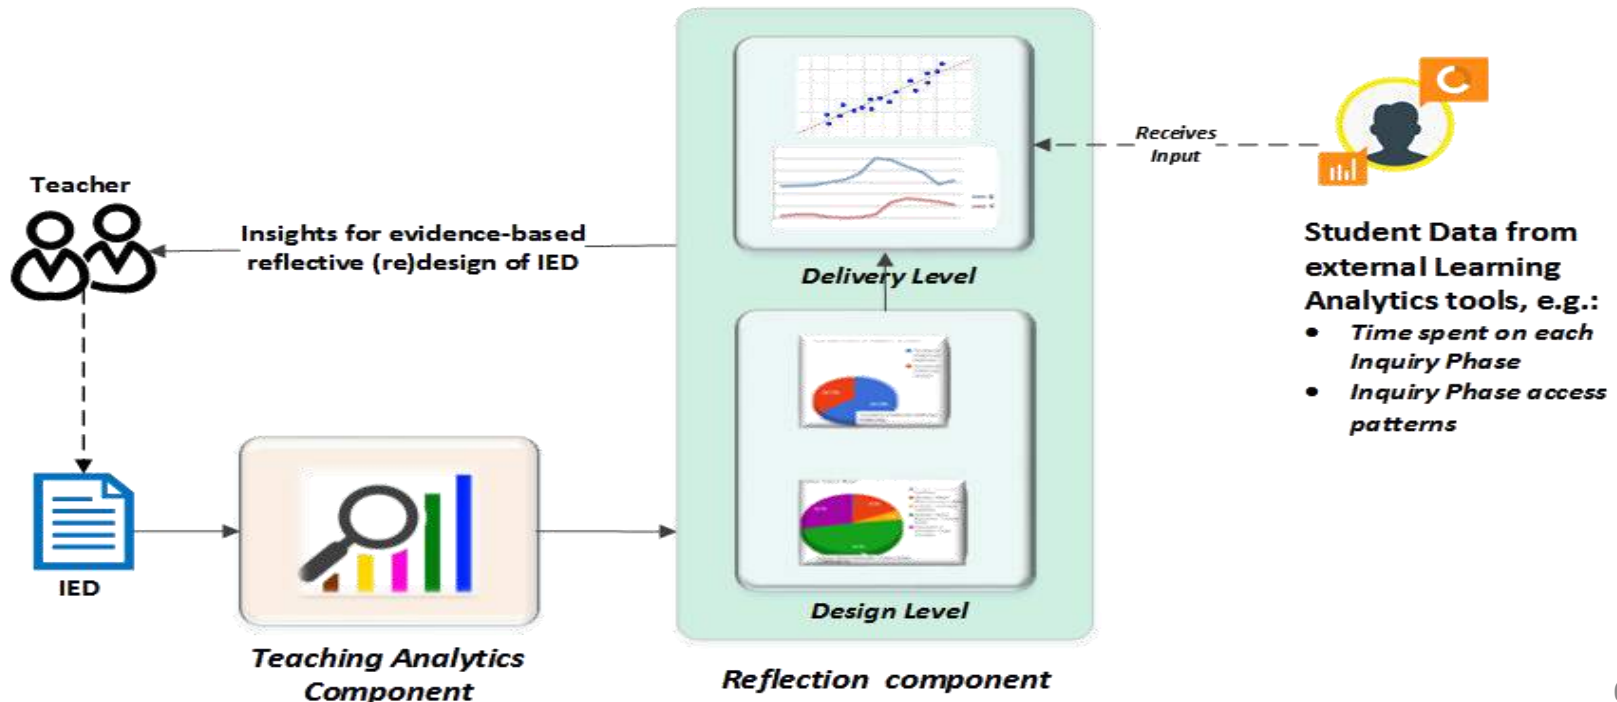 Teacher
Insights for evidence-based
reflective (re)design of IED
IED
Teaching Analytics
Component
Delivery Level
Design Level
Reflection component
Receives
Input
Student Data from
external Learning
Analytics tools, e.g.:
• Time spent on each
Inquiry Phase
• Inquiry Phase access
patterns